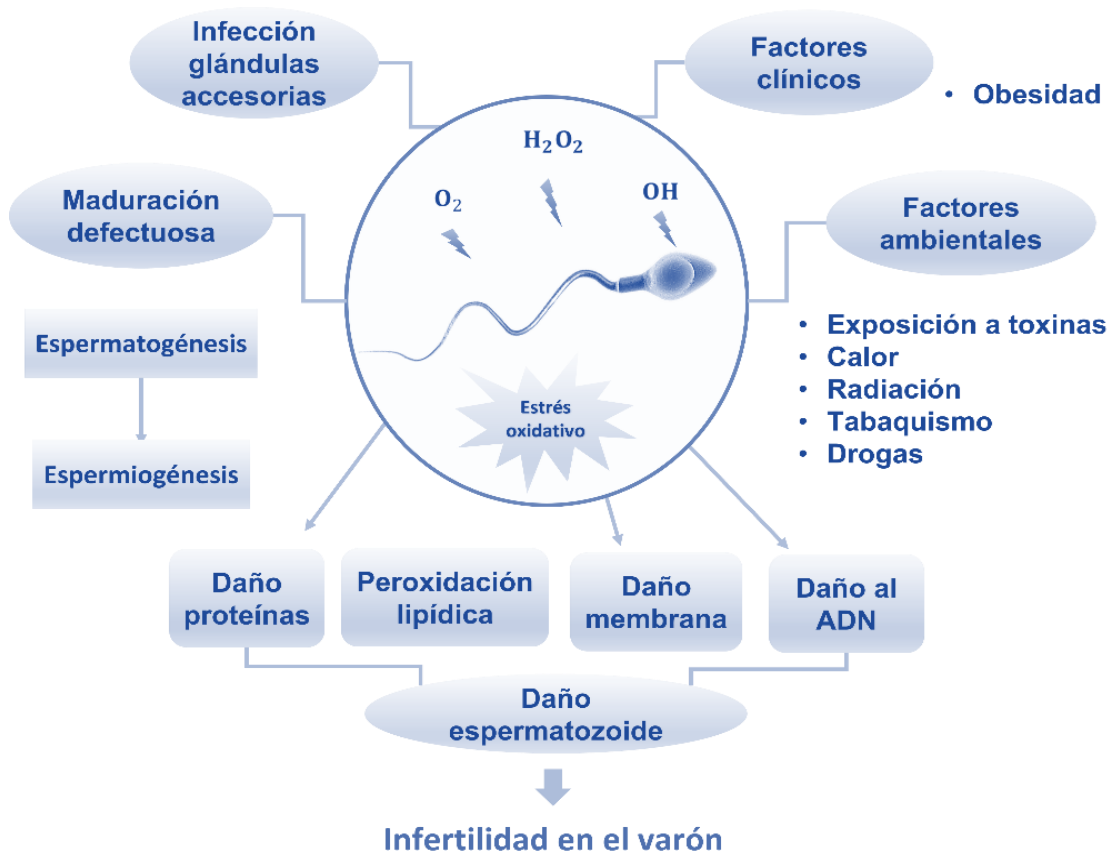 Infección
glándulas
accesorias
Factores
clínicos
• Obesidad
H₂O₂
O₂
OH
Maduración
defectuosa
Factores
ambientales
Espermatogénesis
Espermiogénesis
• Exposición a toxinas
• Calor
• Radiación
• Tabaquismo
• Drogas
Estrés
oxidativo
Daño
proteínas
Peroxidación
lipídica
Daño
membrana
Daño al
ADN
Daño
espermatozoide
Infertilidad en el varón